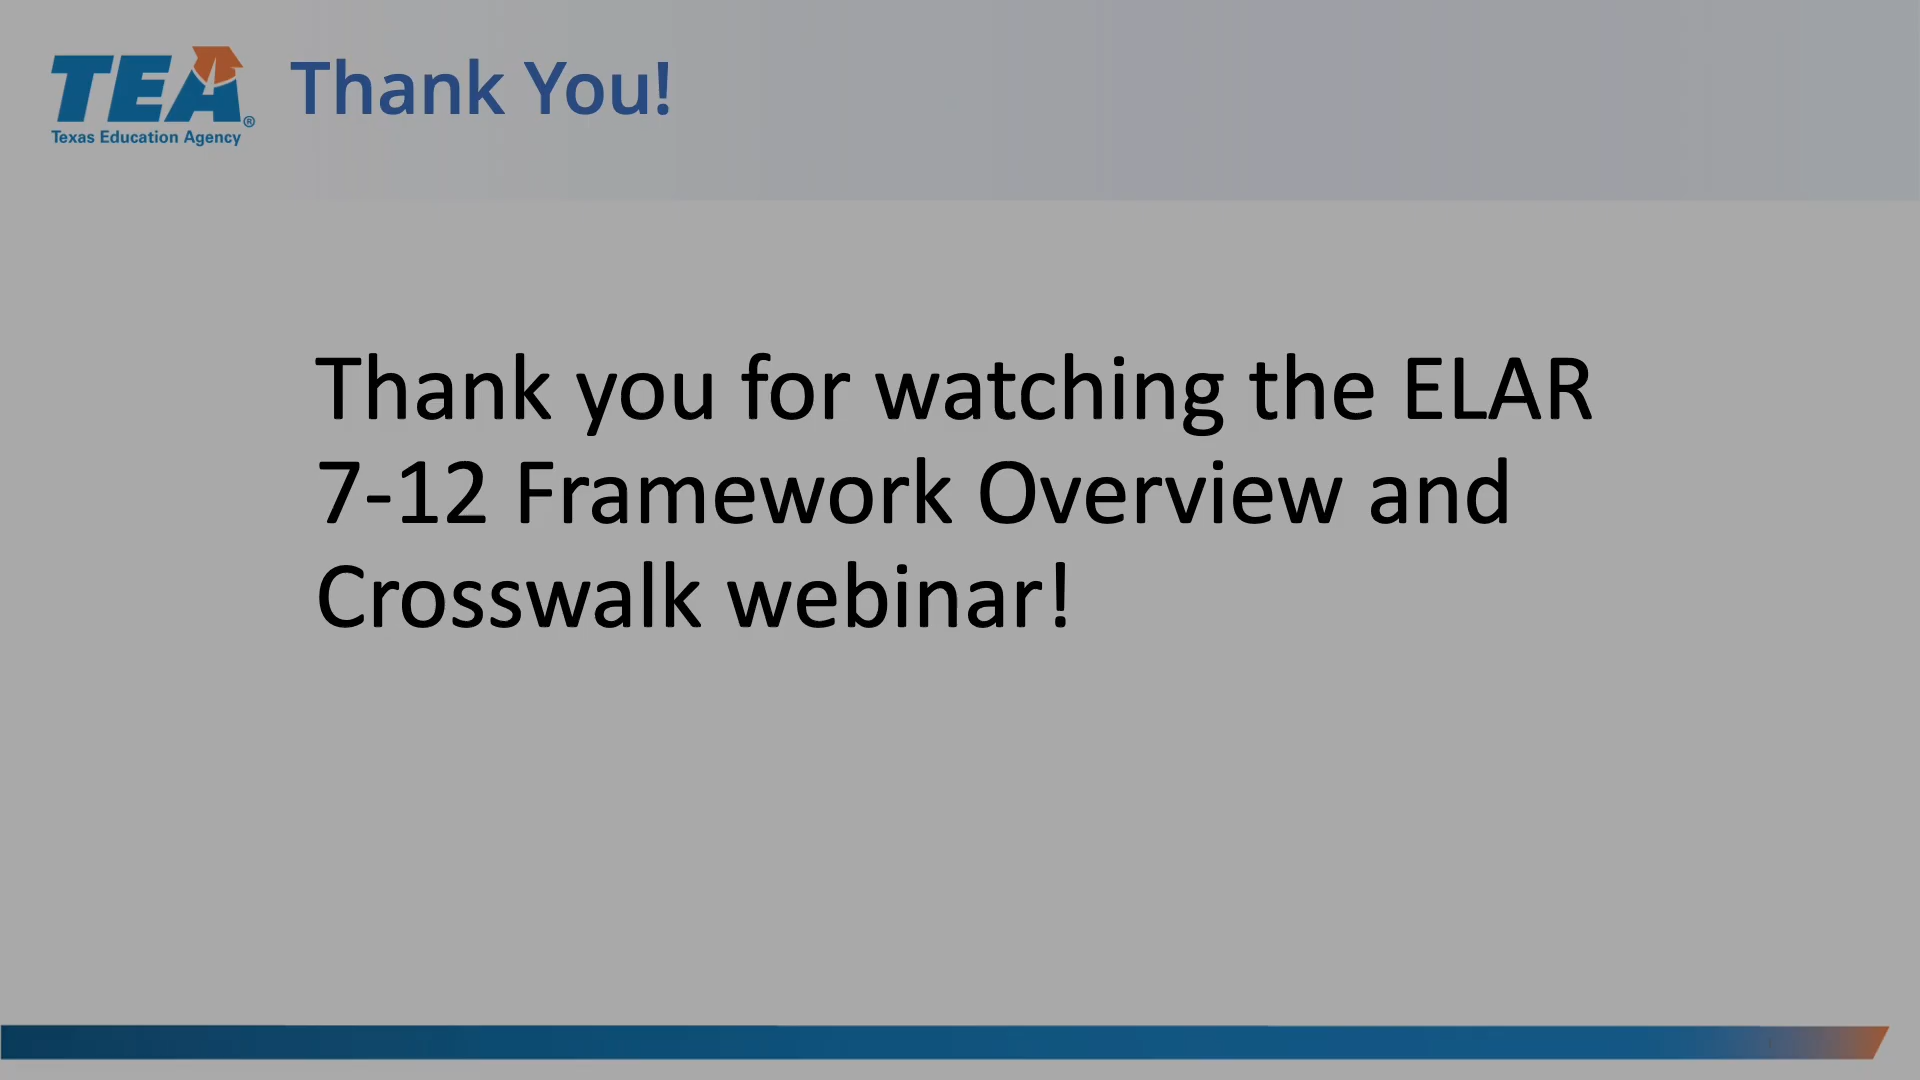 TEA®
Texas Education Agency
Thank You!
Thank you for watching the ELAR
7-12 Framework Overview and
Crosswalk webinar!